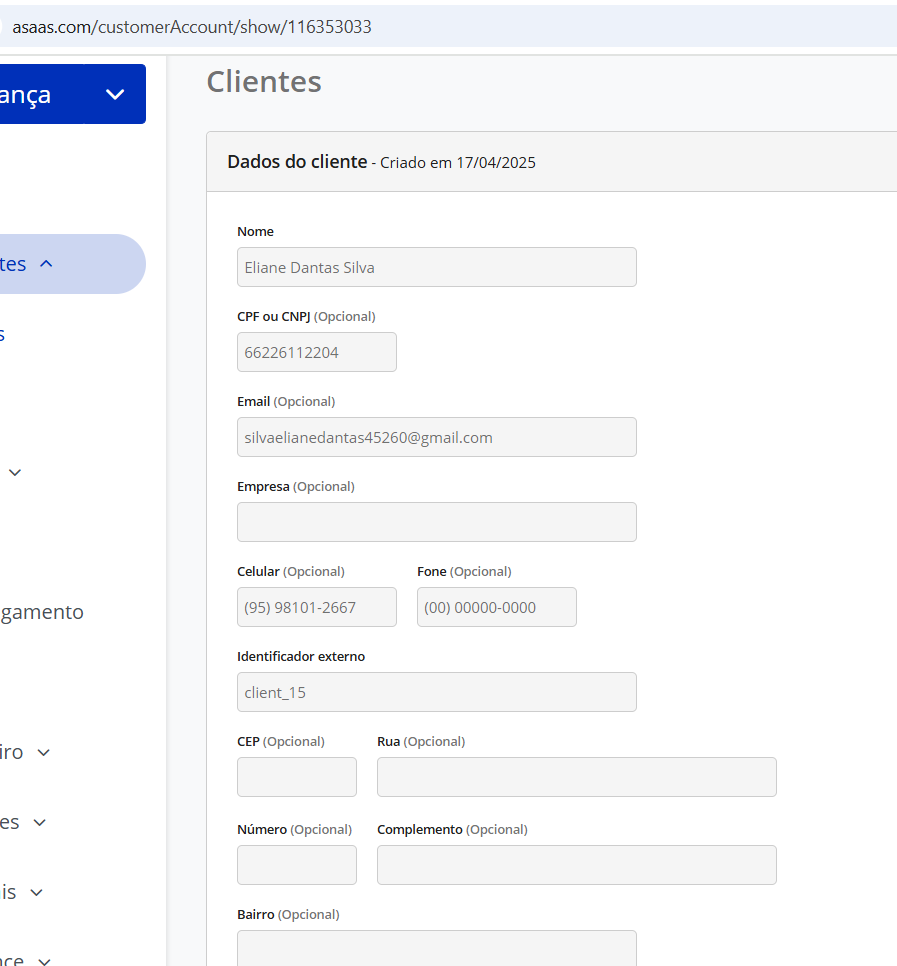 asaas.com/customerAccount/show/116353033
ança
Clientes
Dados do cliente - Criado em 17/04/2025
Nome
Eliane Dantas Silva
tes
CPF ou CNPJ (Opcional)
s
66226112204
Email (Opcional)
silvaelianedantas45260@gmail.com
Empresa (Opcional)
Celular (Opcional) Fone (Opcional)
(95) 98101-2667 (00) 00000-0000
gamento
Identificador externo
client_15
CEP (Opcional) Rua (Opcional)
iro
es
Número (Opcional) Complemento (Opcional)
is
Bairro (Opcional)
nce